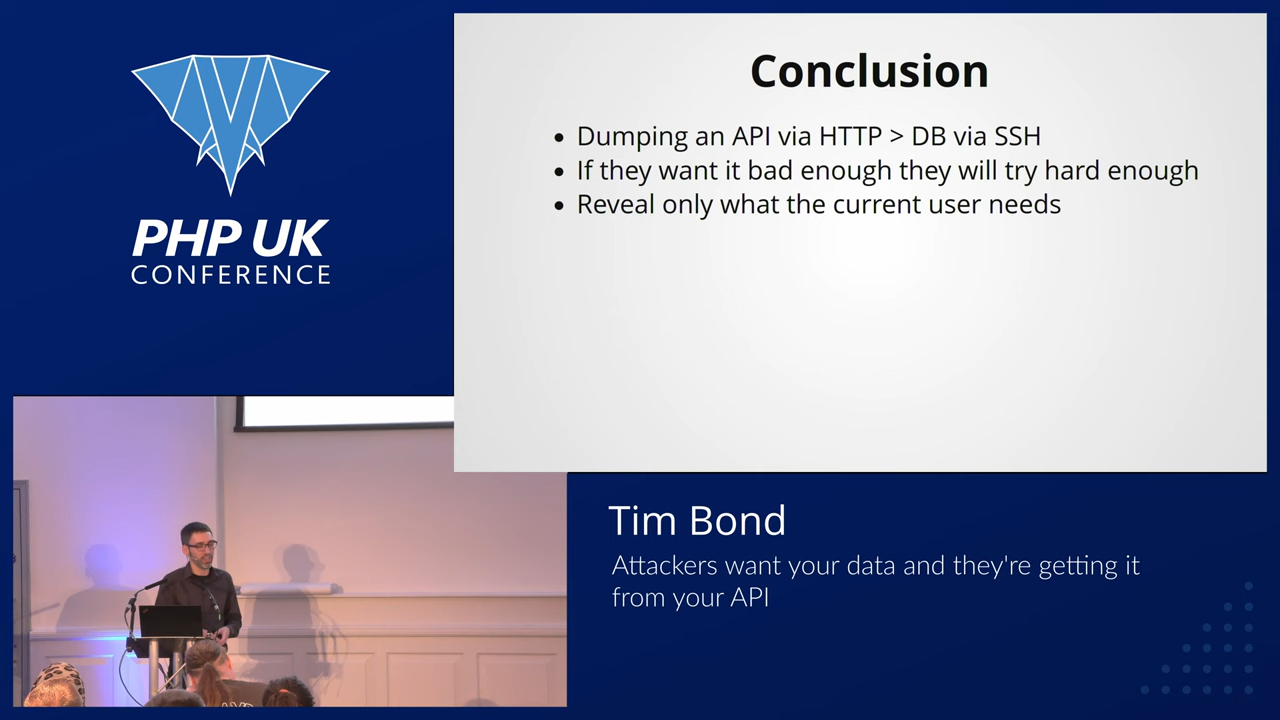 PHP UK
CONFERENCE
Conclusion
• Dumping an API via HTTP > DB via SSH
• If they want it bad enough they will try hard enough
• Reveal only what the current user needs
Tim Bond
Attackers want your data and they're getting it
from your API